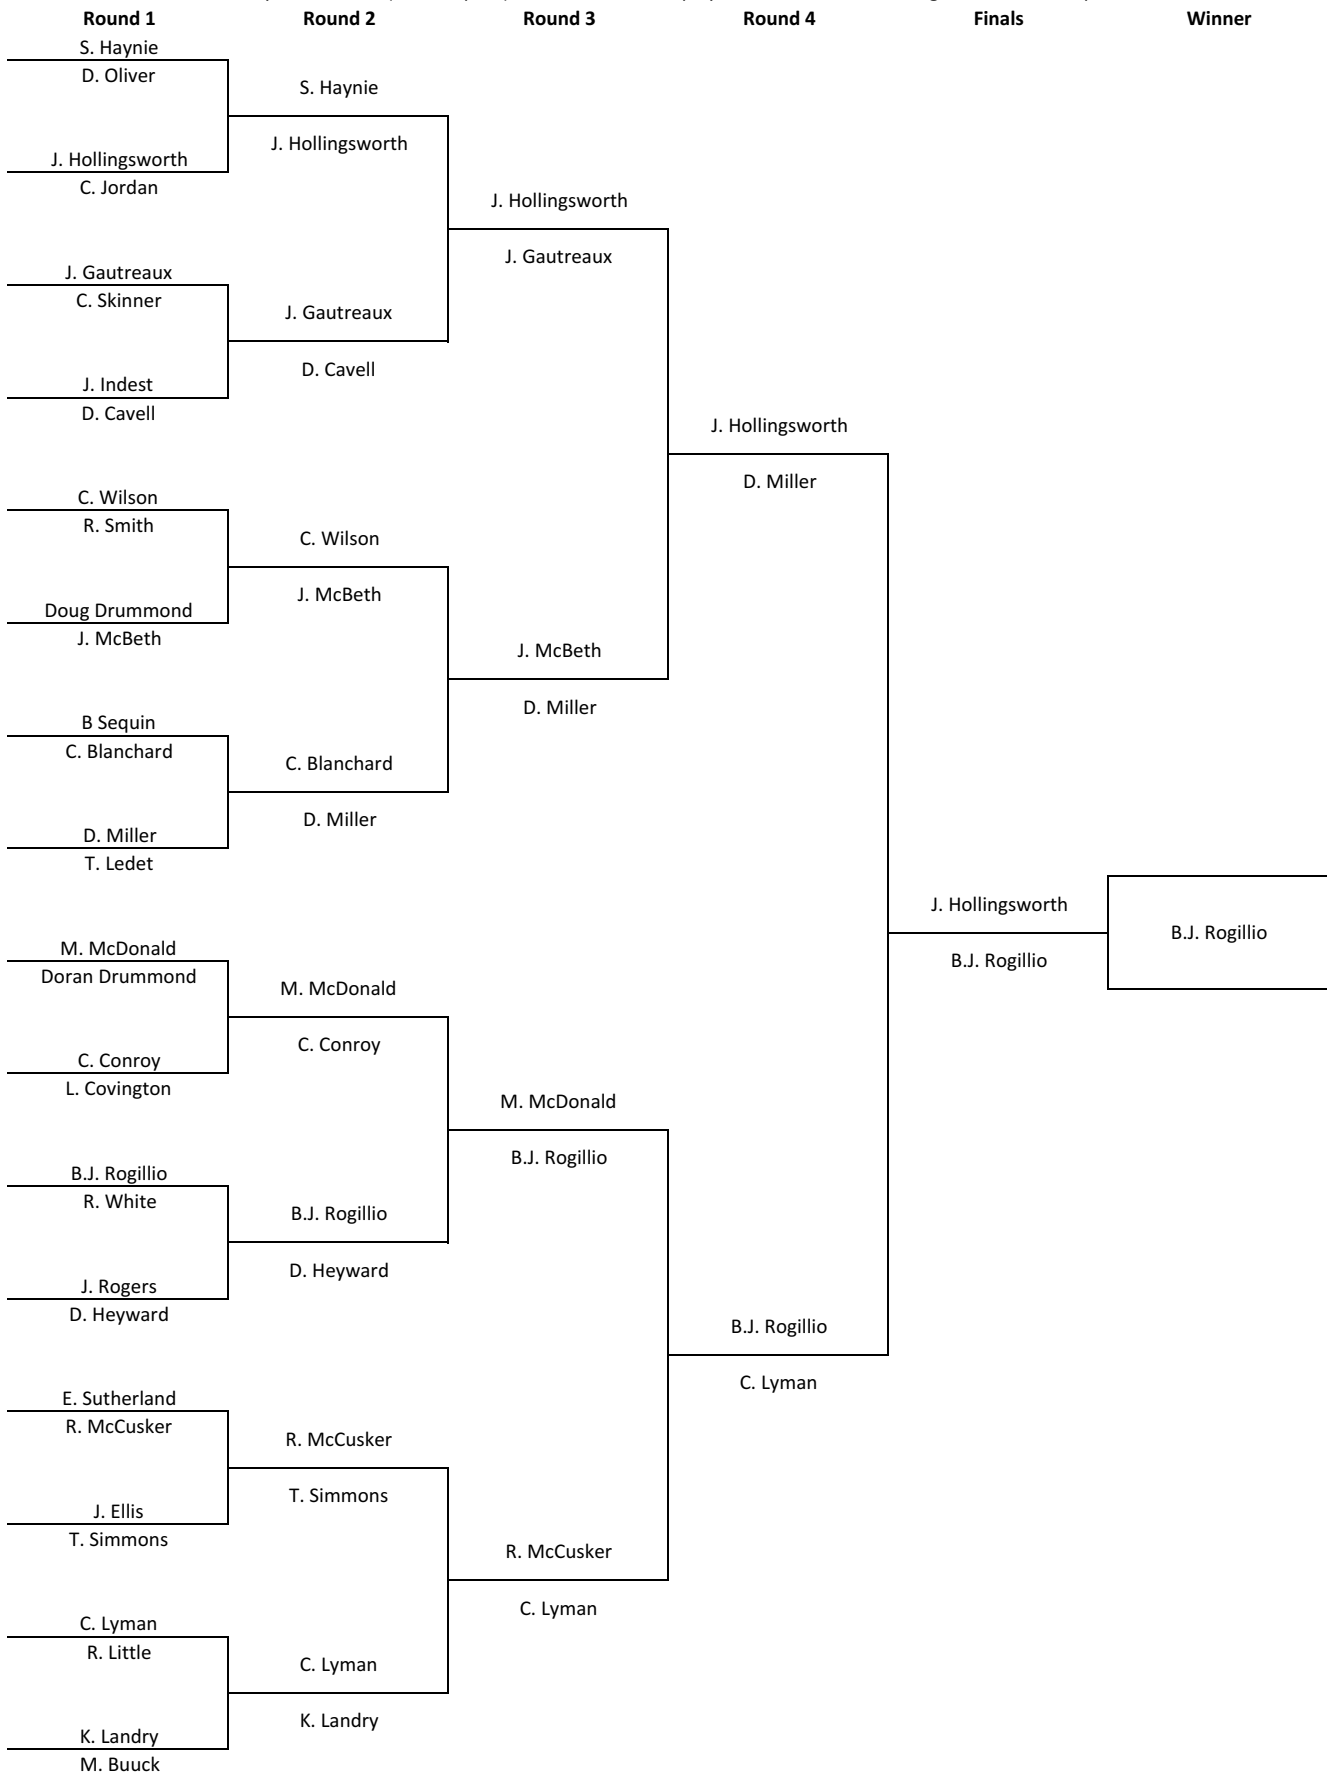 Round 1 Round 2 Round 3 Round 4 Finals Winner
S. Haynie
D. Oliver
J. Hollingsworth
C. Jordan
J. Gautreaux
C. Skinner
J. Indest
D. Cavell
C. Wilson
R. Smith
Doug Drummond
J. McBeth
B Sequin
C. Blanchard
D. Miller
T. Ledet
M. McDonald
Doran Drummond
C. Conroy
L. Covington
B.J. Rogillio
R. White
J. Rogers
D. Heyward
E. Sutherland
R. McCusker
J. Ellis
T. Simmons
C. Lyman
R. Little
K. Landry
M. Buuck
S. Haynie
J. Hollingsworth
J. Gautreaux
D. Cavell
C. Wilson
J. McBeth
C. Blanchard
D. Miller
M. McDonald
C. Conroy
B.J. Rogillio
D. Heyward
R. McCusker
T. Simmons
C. Lyman
K. Landry
J. Hollingsworth
J. Gautreaux
J. McBeth
D. Miller
M. McDonald
B.J. Rogillio
R. McCusker
C. Lyman
J. Hollingsworth
D. Miller
B.J. Rogillio
C. Lyman
J. Hollingsworth
B.J. Rogillio
B.J. Rogillio